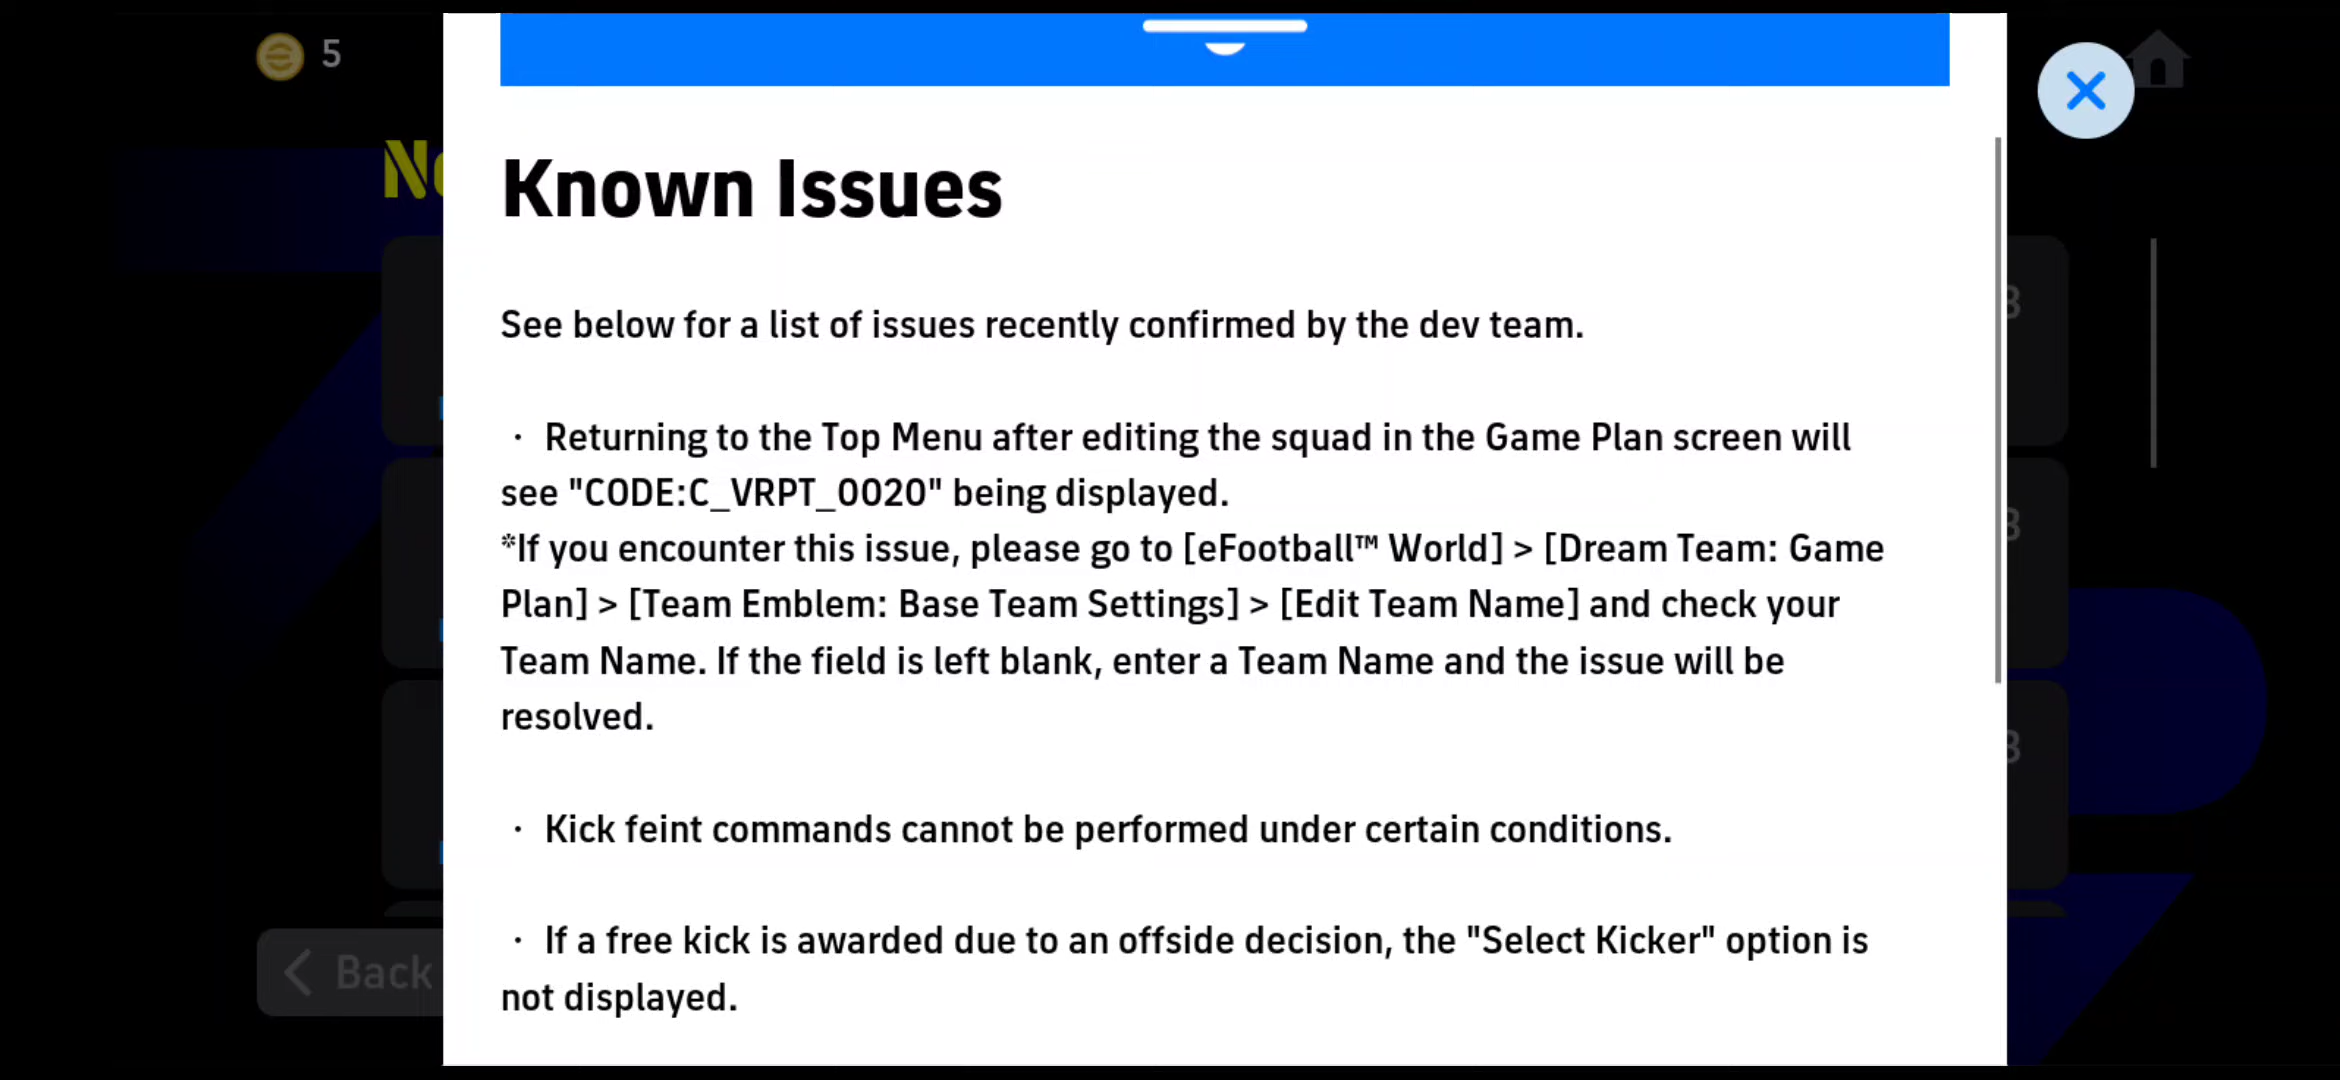 5
Known Issues
See below for a list of issues recently confirmed by the dev team.
・ Returning to the Top Menu after editing the squad in the Game Plan screen will
see "CODE:C_VRPT_0020" being displayed.
*If you encounter this issue, please go to [eFootball™ World] > [Dream Team: Game
Plan] > [Team Emblem: Base Team Settings] > [Edit Team Name] and check your
Team Name. If the field is left blank, enter a Team Name and the issue will be
resolved.
・ Kick feint commands cannot be performed under certain conditions.
・ If a free kick is awarded due to an offside decision, the "Select Kicker" option is
not displayed.
Back